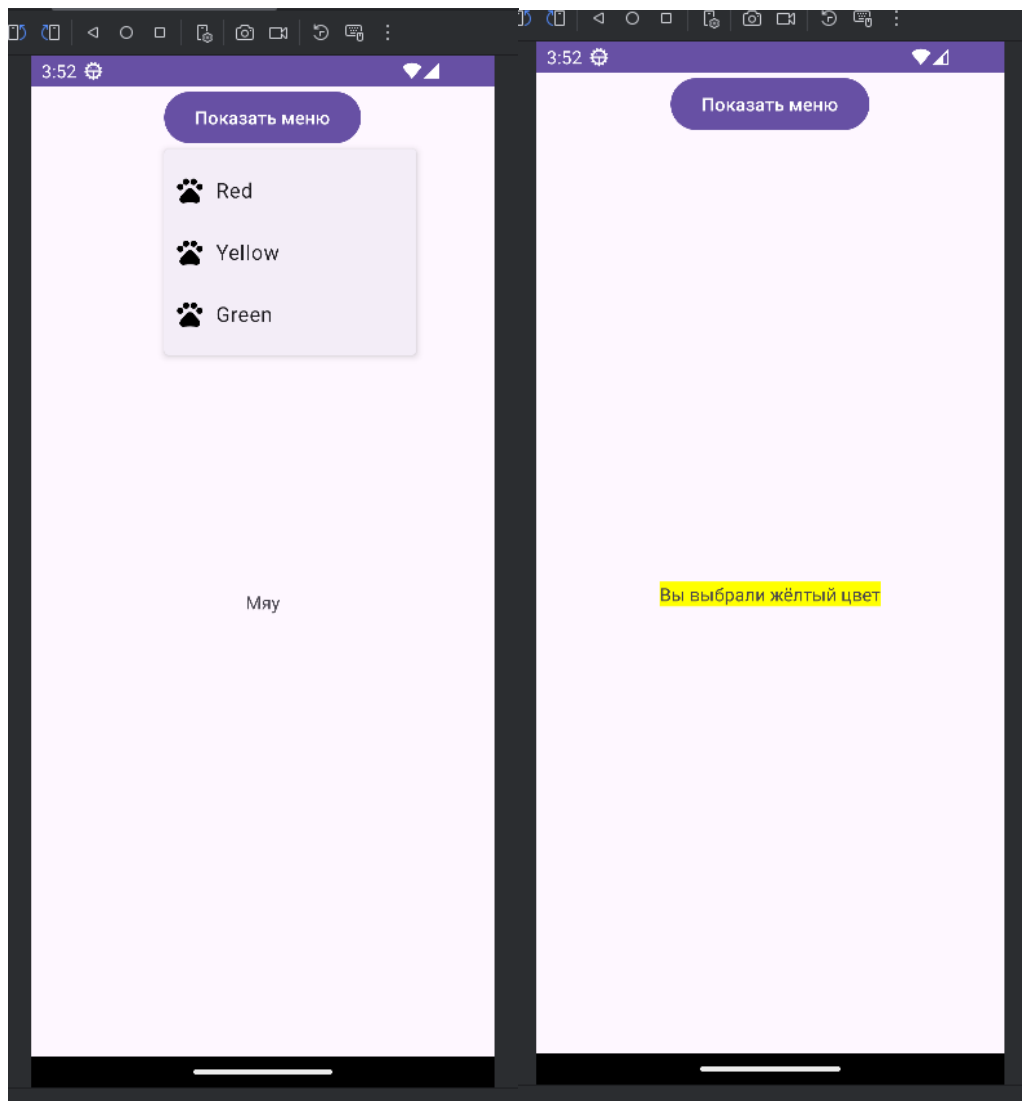 3:52
Показать меню
Red
Yellow
Green
Мяу
3:52
Показать меню
Вы выбрали жёлтый цвет